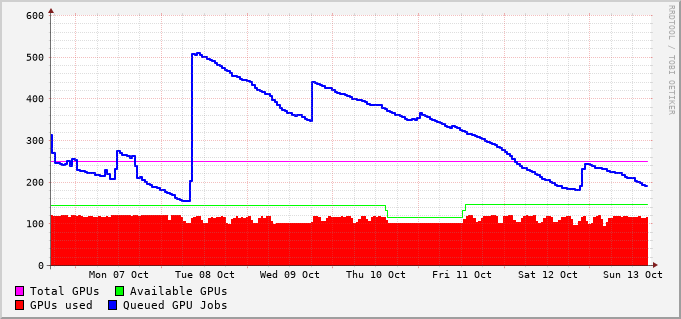 600
500
400
300
200
100
0
Mon 07 Oct Tue 08 Oct Wed 09 Oct Thu 10 Oct Fri 11 Oct Sat 12 Oct Sun 13 Oct
Total GPUs Available GPUs
GPUs used Queued GPU Jobs
RRDTOOL / TOBI OETIKER